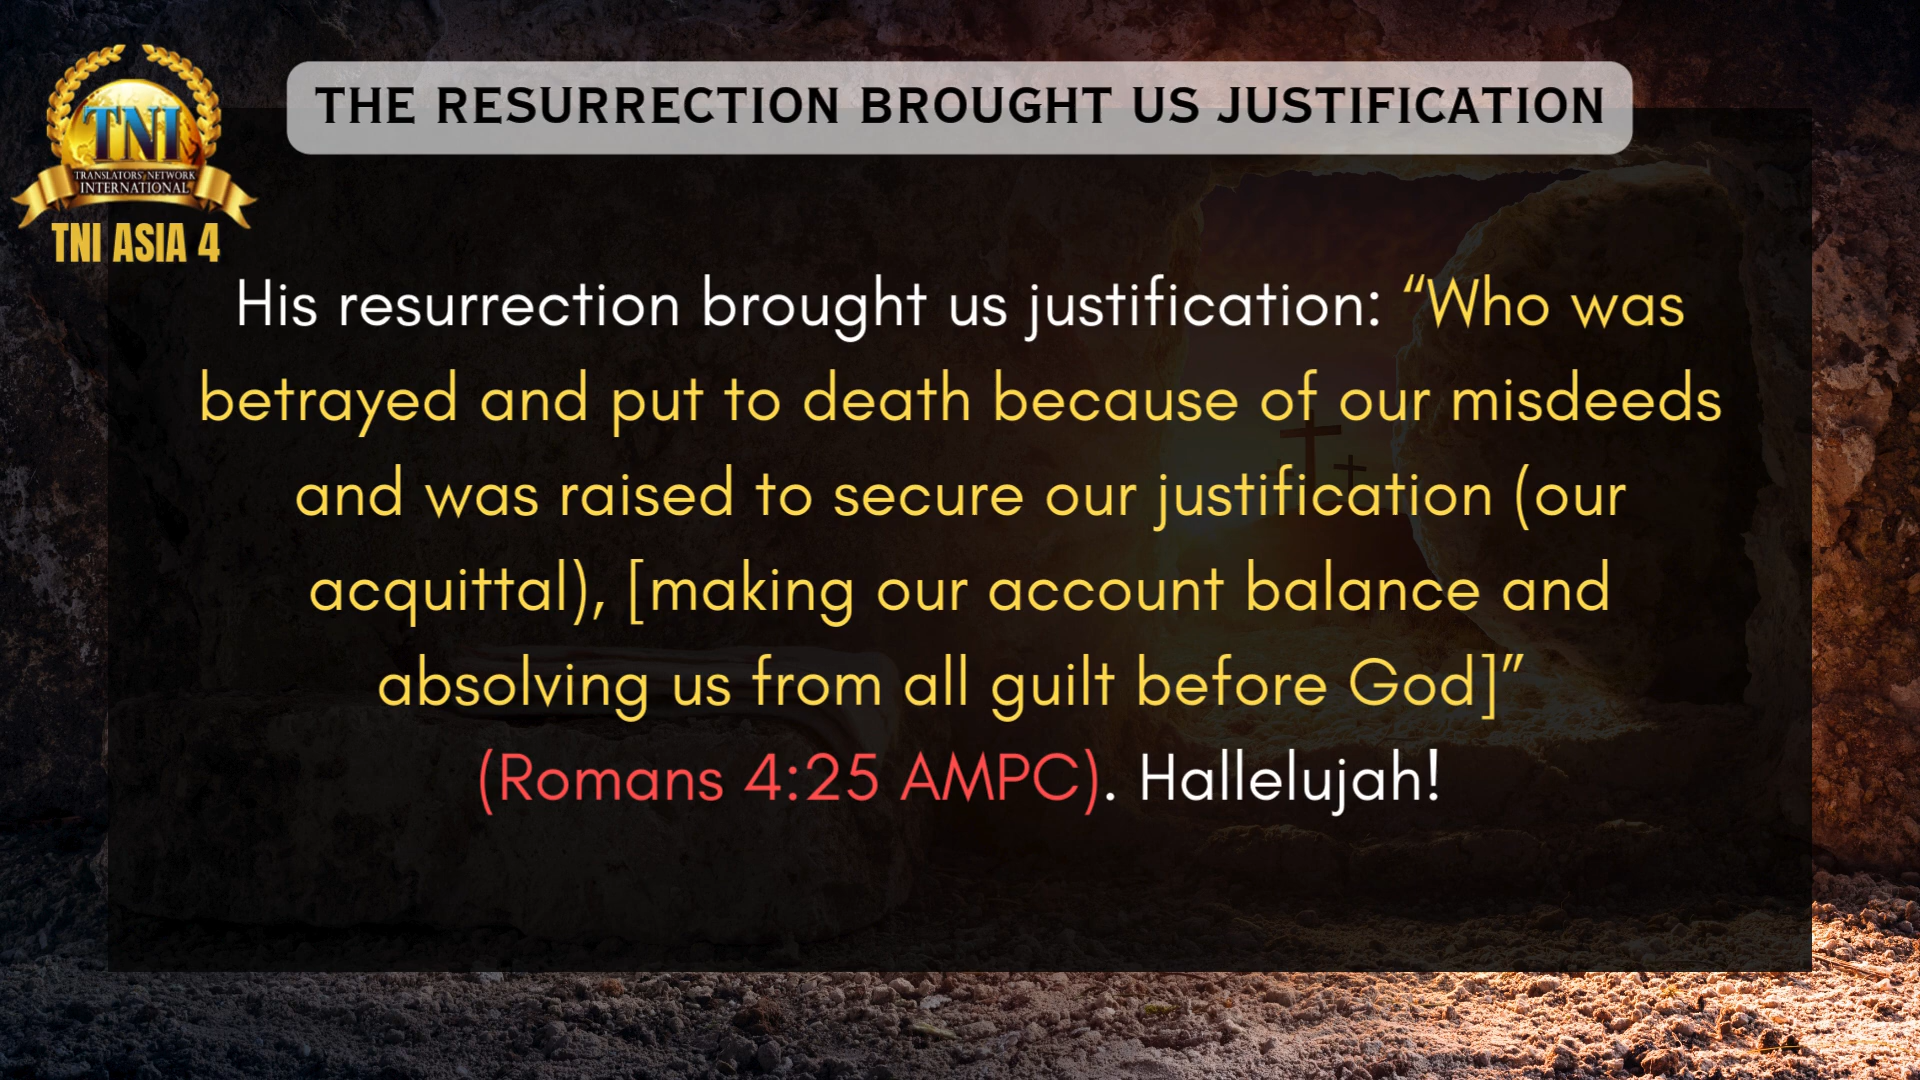 TNI
TRANSLATORS' NETWORK
INTERNATIONAL
TNI ASIA 4
THE RESURRECTION BROUGHT US JUSTIFICATION
His resurrection brought us justification: “Who was
betrayed and put to death because of our misdeeds
and was raised to secure our justification (our
acquittal), [making our account balance and
absolving us from all guilt before God]”
(Romans 4:25 AMPC). Hallelujah!